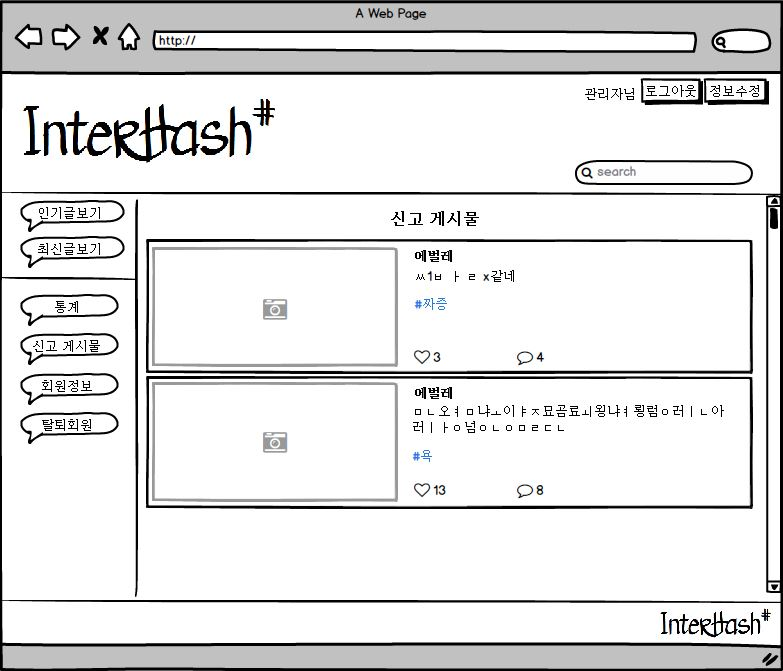 A Web Page
http://
관리자님 로그아웃 정보수정
InterHash#
search
인기글보기
최신글보기
통계
신고 게시물
회원정보
탈퇴회원
신고 게시물
에벌레
ㅆ1ㅂ ㅏ ㄹ x같네
#짜증
3 4
에벌레
#욕
13 8
InterHash#